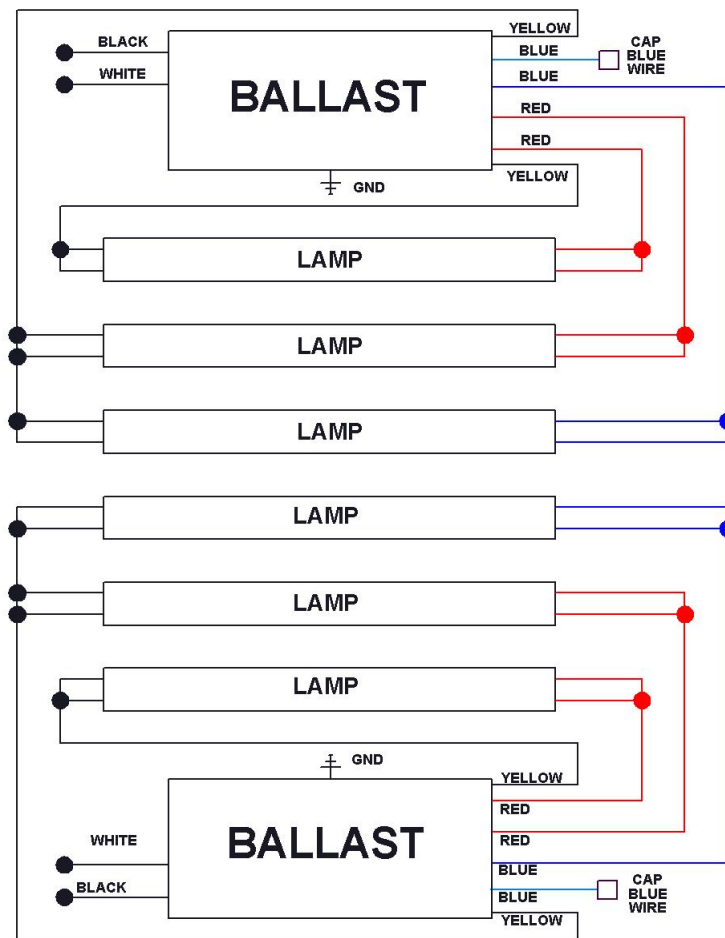 YELLOW
BLACK
BLUE
CAP
BLUE
WIRE
WHITE
BLUE
BALLAST
RED
RED
YELLOW
GND
LAMP
LAMP
LAMP
LAMP
LAMP
LAMP
GND
YELLOW
RED
WHITE
BALLAST
RED
BLUE
BLACK
BLUE
CAP
BLUE
WIRE
YELLOW